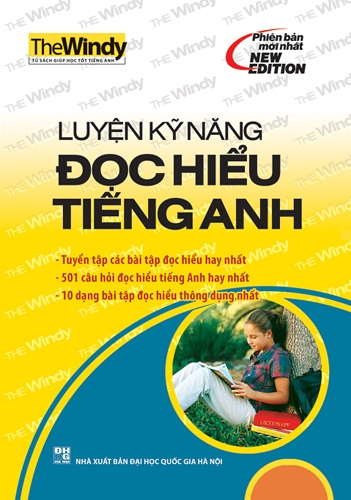 TheWindy
TỦ SÁCH GIÚP HỌC TỐT TIẾNG ANH
Phiên bản
mới nhất
NEW
EDITION
LUYỆN KỸ NĂNG
ĐỌC HIỂU
TIẾNG ANH
- Tuyển tập các bài tập đọc hiểu hay nhất
- 501 câu hỏi đọc hiểu tiếng Anh hay nhất
- 10 dạng bài tập đọc hiểu thông dụng nhất
NHÀ XUẤT BẢN ĐẠI HỌC QUỐC GIA HÀ NỘI
THE Windy